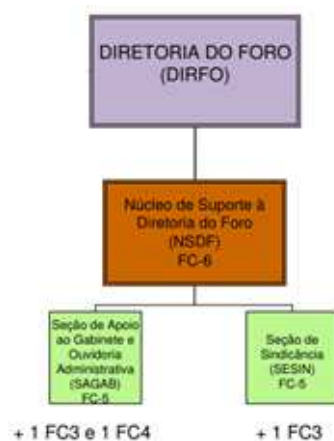 DIRETORIA DO FORO
(DIRFO)
Núcleo de Suporte à
Diretoria do Foro
(NSDF)
FC-6
Seção de Apoio
ao Gabinete e
Ouvidoria
Administrativa
(SAGAB)
FC-5
Seção de
Sindicância
(SESIN)
FC-5
+ 1 FC3 e 1 FC4
+ 1 FC3